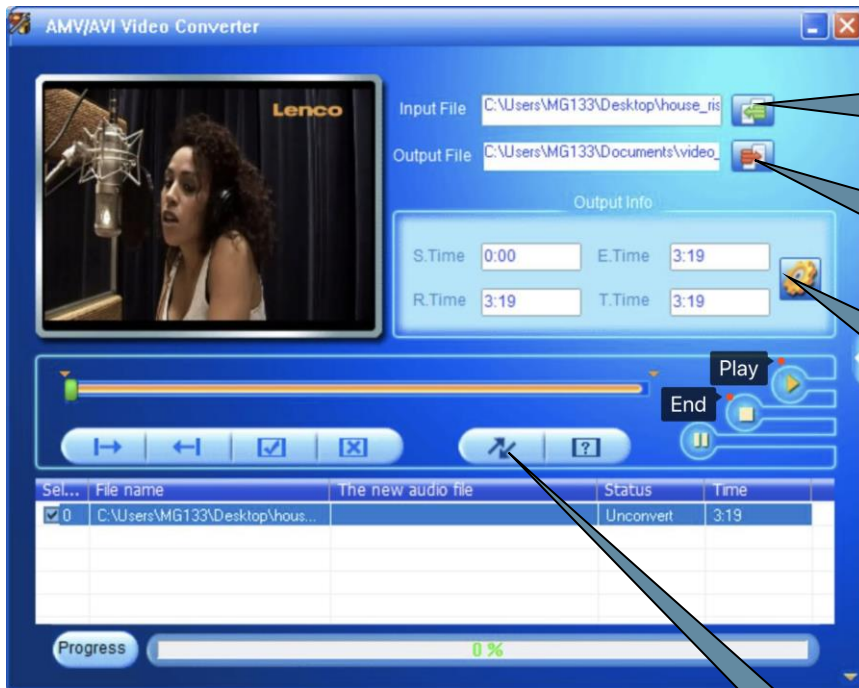 AMV/AVI Video Converter
Lenco
Input File C:\Users\MG133\Desktop\house_ris
Output File C:\Users\MG133\Documents\video_
Output Info
S.Time 0:00 E.Time 3:19
R.Time 3:19 T.Time 3:19
Play
End
Sel... File name The new audio file Status Time
0 C:\Users\MG133\Desktop\hous... Unconvert 3:19
Progress 0 %